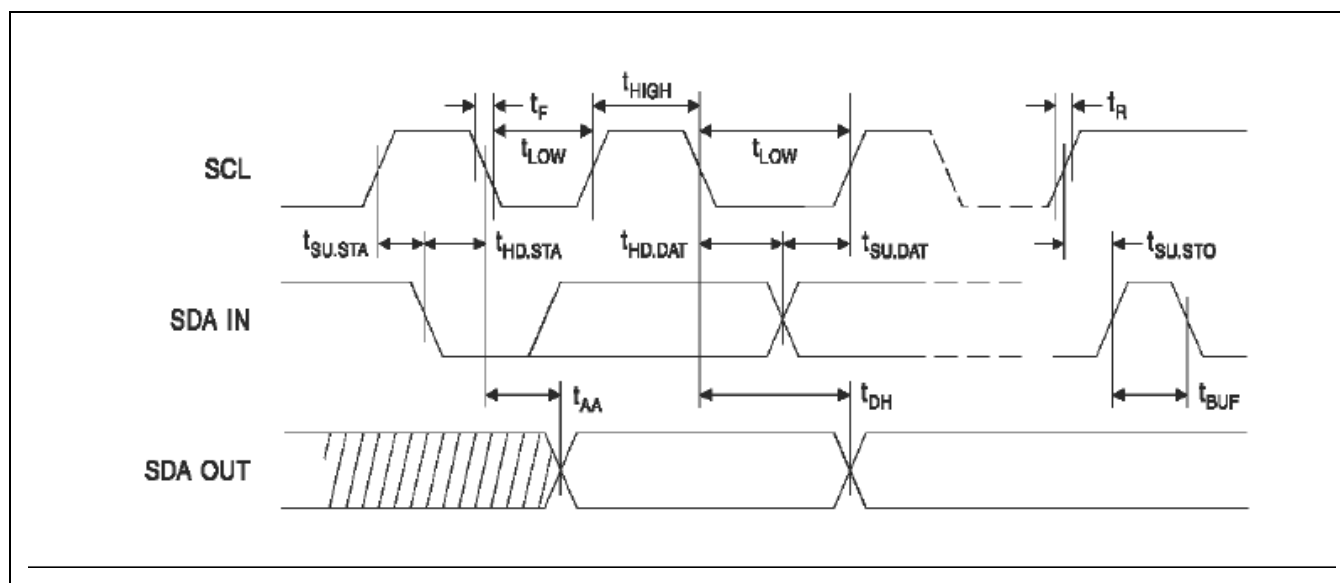 tF
tHIGH
tR
tLOW
tLOW
SCL
tSU.STA
tHD.STA
tHD.DAT
tSU.DAT
tSU.STO
SDA IN
tAA
tDH
tBUF
SDA OUT